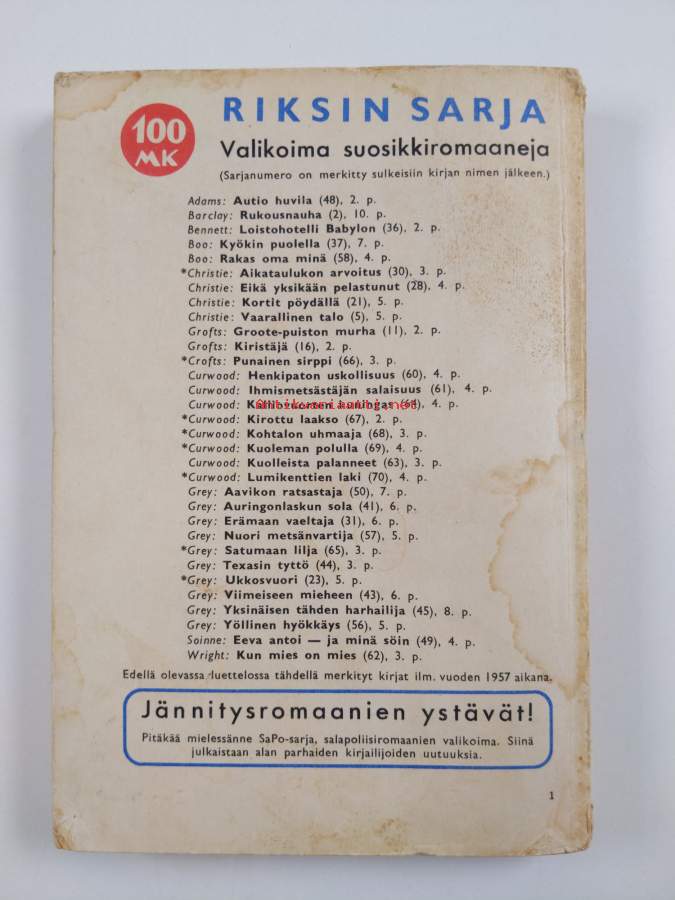 100
MK
RIKSIN SARJA
Valikoima suosikkiromaaneja
(Sarjanumero on merkitty sulkeisiin kirjan nimen jälkeen.)
Adams: Autio huvila (48), 2. p.
Barclay: Rukousnauha (2), 10. p.
Bennett: Loistohotelli Babylon (36), 2. p.
Boo: Kyökin puolella (37), 7. p.
Boo: Rakas oma minä (58), 4. p.
*Christie: Aikataulukon arvoitus (30), 3. p.
Christie: Eikä yksikään pelastunut (28), 4. p.
Christie: Kortit pöydällä (21), 5. p.
Christie: Vaarallinen talo (5), 5. p.
Grofts: Groote-puiston murha (11), 2. p.
Grofts: Kiristäjä (16), 2. p.
*Crofts: Punainen sirppi (66), 3. p.
Curwood: Henkipaton uskollisuus (60), 4. p.
Curwood: Ihmismetsästäjän salaisuus (61), 4. p.
Curwood: Kalliovuorten kuningas (64), 4. p.
antikvariaatti.net
*Curwood: Kirottu laakso (67), 2. p.
*Curwood: Kohtalon uhmaaja (68), 3. p.
*Curwood: Kuoleman polulla (69), 4. p.
Curwood: Kuolleista palanneet (63), 3. p.
*Curwood: Lumikenttien laki (70), 4. p.
Grey: Aavikon ratsastaja (50), 7. p.
Grey: Auringonlaskun sola (41), 6. p.
Grey: Erämaan vaeltaja (31), 6. p.
Grey: Nuori metsänvartija (57), 5. p.
*Grey: Satumaan lilja (65), 3. p.
Grey: Texasin tyttö (44), 3. p.
*Grey: Ukkosvuori (23), 5. p.
Grey: Viimeiseen mieheen (43), 6. p.
Grey: Yksinäisen tähden harhailija (45), 8. p.
Grey: Yöllinen hyökkäys (56), 5. p.
Soinne: Eeva antoi — ja minä söin (49), 4. p.
Wright: Kun mies on mies (62), 3. p.
Edellä olevassa luettelossa tähdellä merkityt kirjat ilm. vuoden 1957 aikana.
Jännitysromaanien ystävät!
Pitäkää mielessänne SaPo-sarja, salapoliisiromaanien valikoima. Siinä
julkaistaan alan parhaiden kirjailijoiden uutuuksia.
1